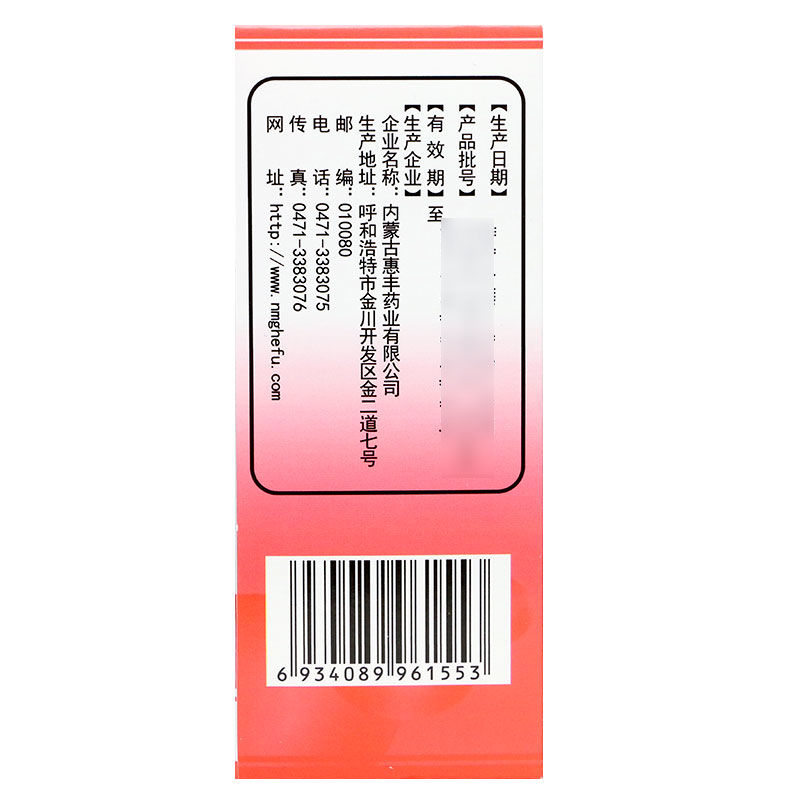 【生产日期】
【产品批号】
【有 效 期】至
【生产企业】
企业名称：内蒙古惠丰药业有限公司
生产地址：呼和浩特市金川开发区金二道七号
邮 编：010080
电 话：0471-3383075
传 真：0471-3383076
网 址：http://www.nmghefu.com
6 934089 961553